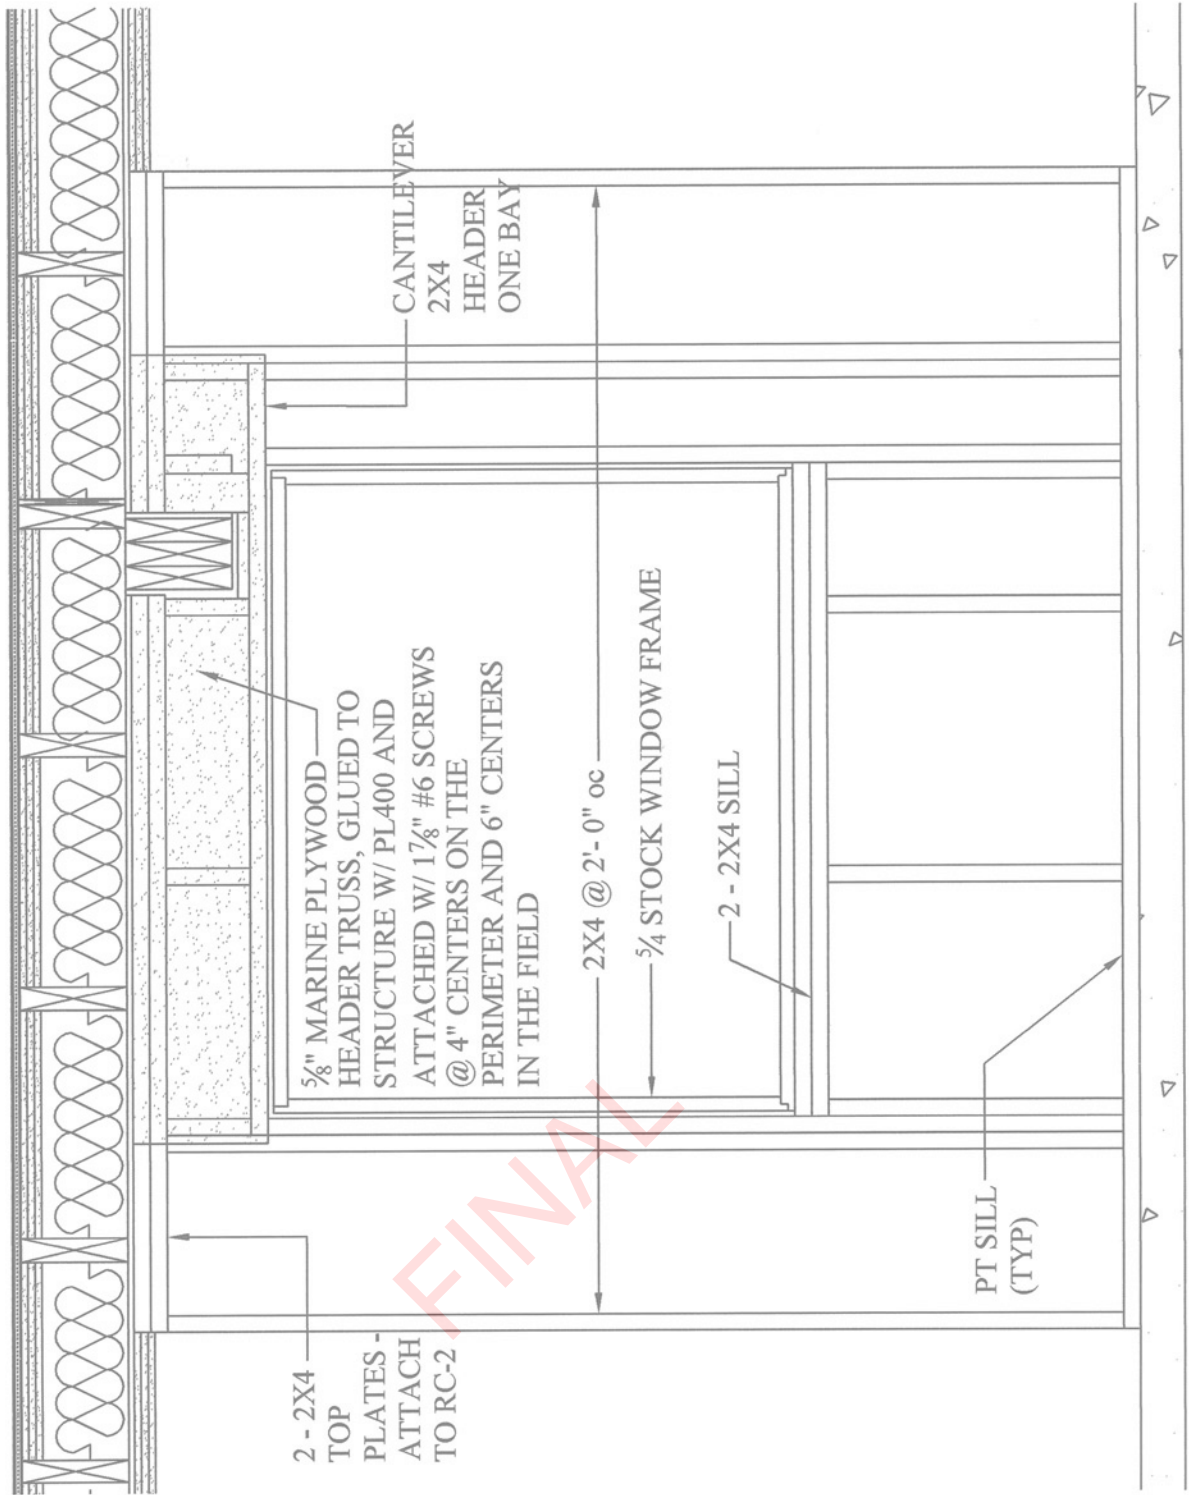 2 - 2X4
TOP
PLATES -
ATTACH
TO RC-2
⅝" MARINE PLYWOOD
HEADER TRUSS, GLUED TO
STRUCTURE W/ PL400 AND
ATTACHED W/ 1⅞" #6 SCREWS
@ 4" CENTERS ON THE
PERIMETER AND 6" CENTERS
IN THE FIELD
CANTILEVER
2X4
HEADER
ONE BAY
2X4 @ 2'- 0" oc
5/4 STOCK WINDOW FRAME
2 - 2X4 SILL
PT SILL
(TYP)
FINAL